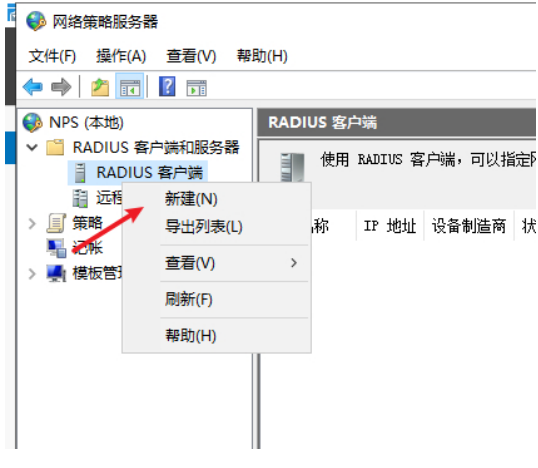 网络策略服务器
文件(F) 操作(A) 查看(V) 帮助(H)
NPS (本地)
RADIUS 客户端和服务器
RADIUS 客户端
远程
策略
记帐
模板管理
新建(N)
导出列表(L)
查看(V)
刷新(F)
帮助(H)
RADIUS 客户端
使用 RADIUS 客户端，可以指定
称 IP 地址 设备制造商 状